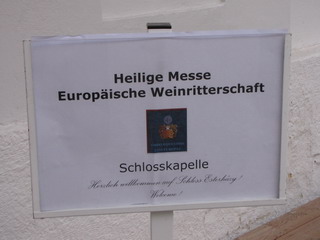 Heilige Messe
Europäische Weinritterschaft
Schlosskapelle
Herzlich willkommen auf "Schloss Esterházy"
Welcome!